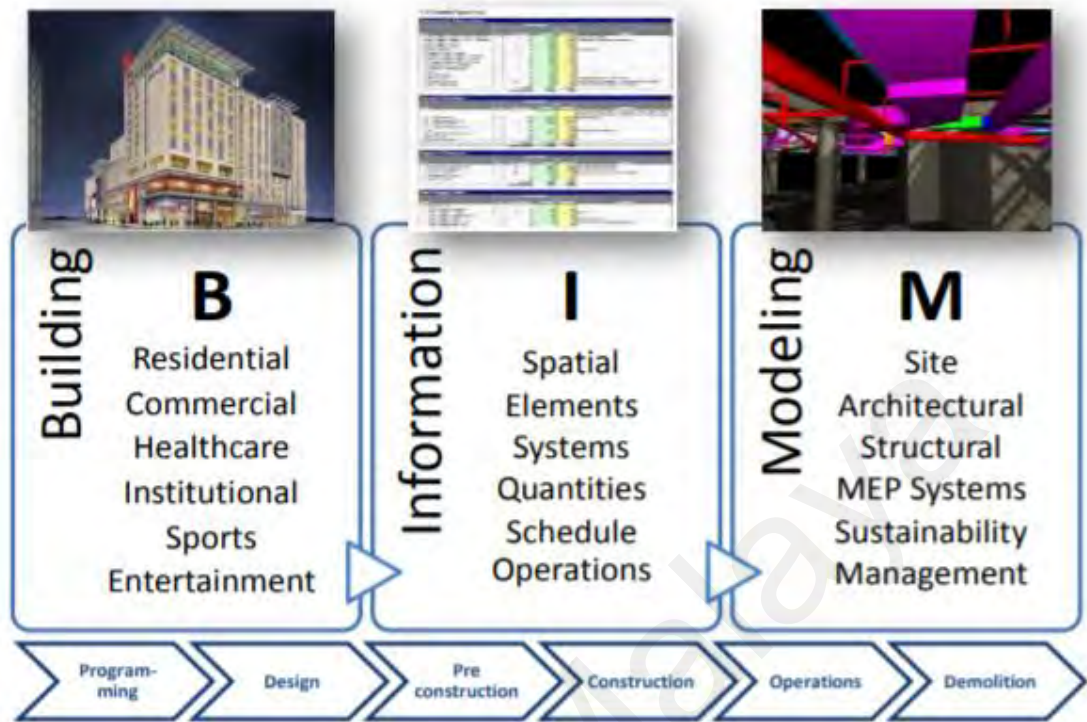 Building
B
Residential
Commercial
Healthcare
Institutional
Sports
Entertainment
Information
I
Spatial
Elements
Systems
Quantities
Schedule
Operations
Modeling
M
Site
Architectural
Structural
MEP Systems
Sustainability
Management
Program-
ming
Design
Pre
construction
Construction
Operations
Demolition
Malaya